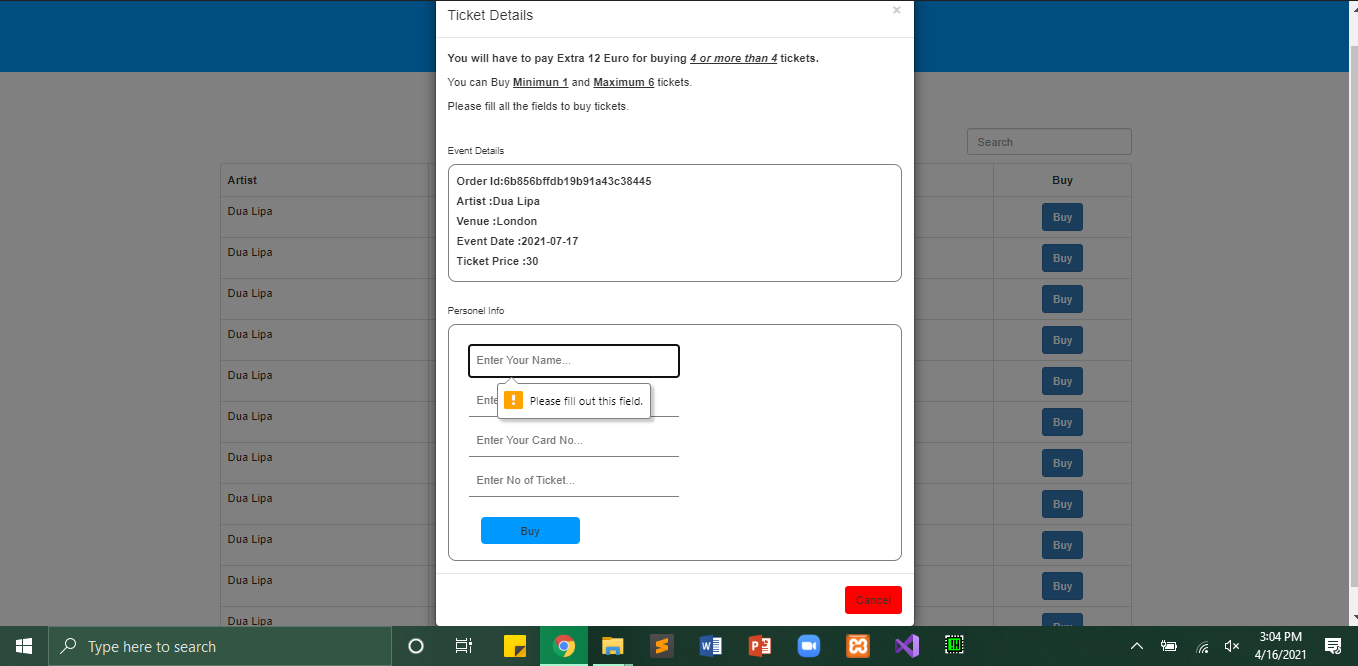 Ticket Details
×
You will have to pay Extra 12 Euro for buying 4 or more than 4 tickets.
You can Buy Minimun 1 and Maximum 6 tickets.
Please fill all the fields to buy tickets.
Search
Event Details
Artist
Buy
Order Id:6b856bffdb19b91a43c38445
Artist :Dua Lipa
Venue :London
Event Date :2021-07-17
Ticket Price :30
Dua Lipa
Buy
Dua Lipa
Buy
Dua Lipa
Buy
Dua Lipa
Buy
Dua Lipa
Buy
Dua Lipa
Buy
Dua Lipa
Buy
Dua Lipa
Buy
Dua Lipa
Buy
Dua Lipa
Buy
Dua Lipa
Buy
Personel Info
Enter Your Name...
Please fill out this field.
Enter Your Card No...
Enter No of Ticket...
Buy
Cancel
Type here to search
3:04 PM
4/16/2021